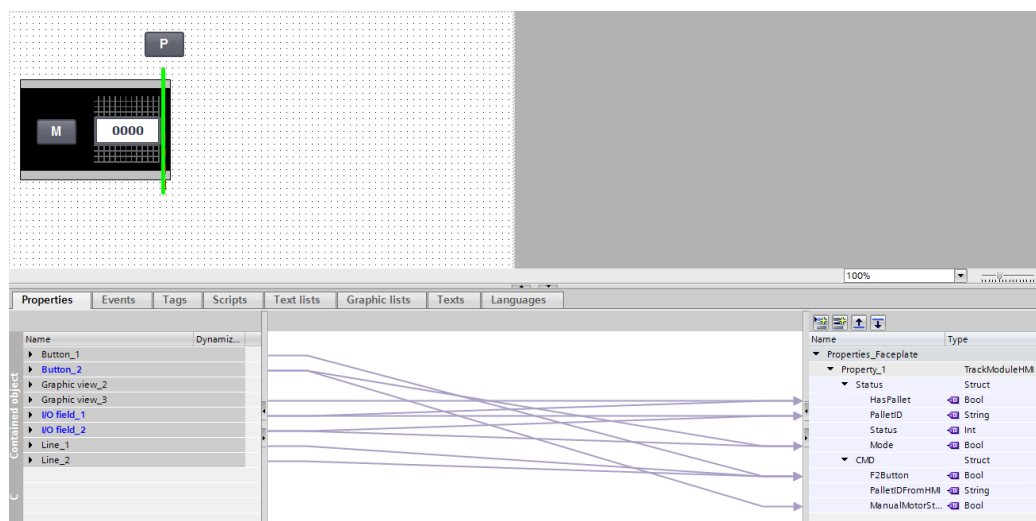 P
M
0000
100%
Properties Events Tags Scripts Text lists Graphic lists Texts Languages
Name Dynamiz... Name Type
Button_1 Properties_Faceplate
Button_2 Property_1 TrackModuleHMI
Graphic view_2 Status Struct
Graphic view_3 HasPallet Bool
I/O field_1 PalletID String
I/O field_2 Status Int
Line_1 Mode Bool
Line_2 CMD Struct
F2Button Bool
PalletIDFromHMI String
ManualMotorSt... Bool
Contained object
C